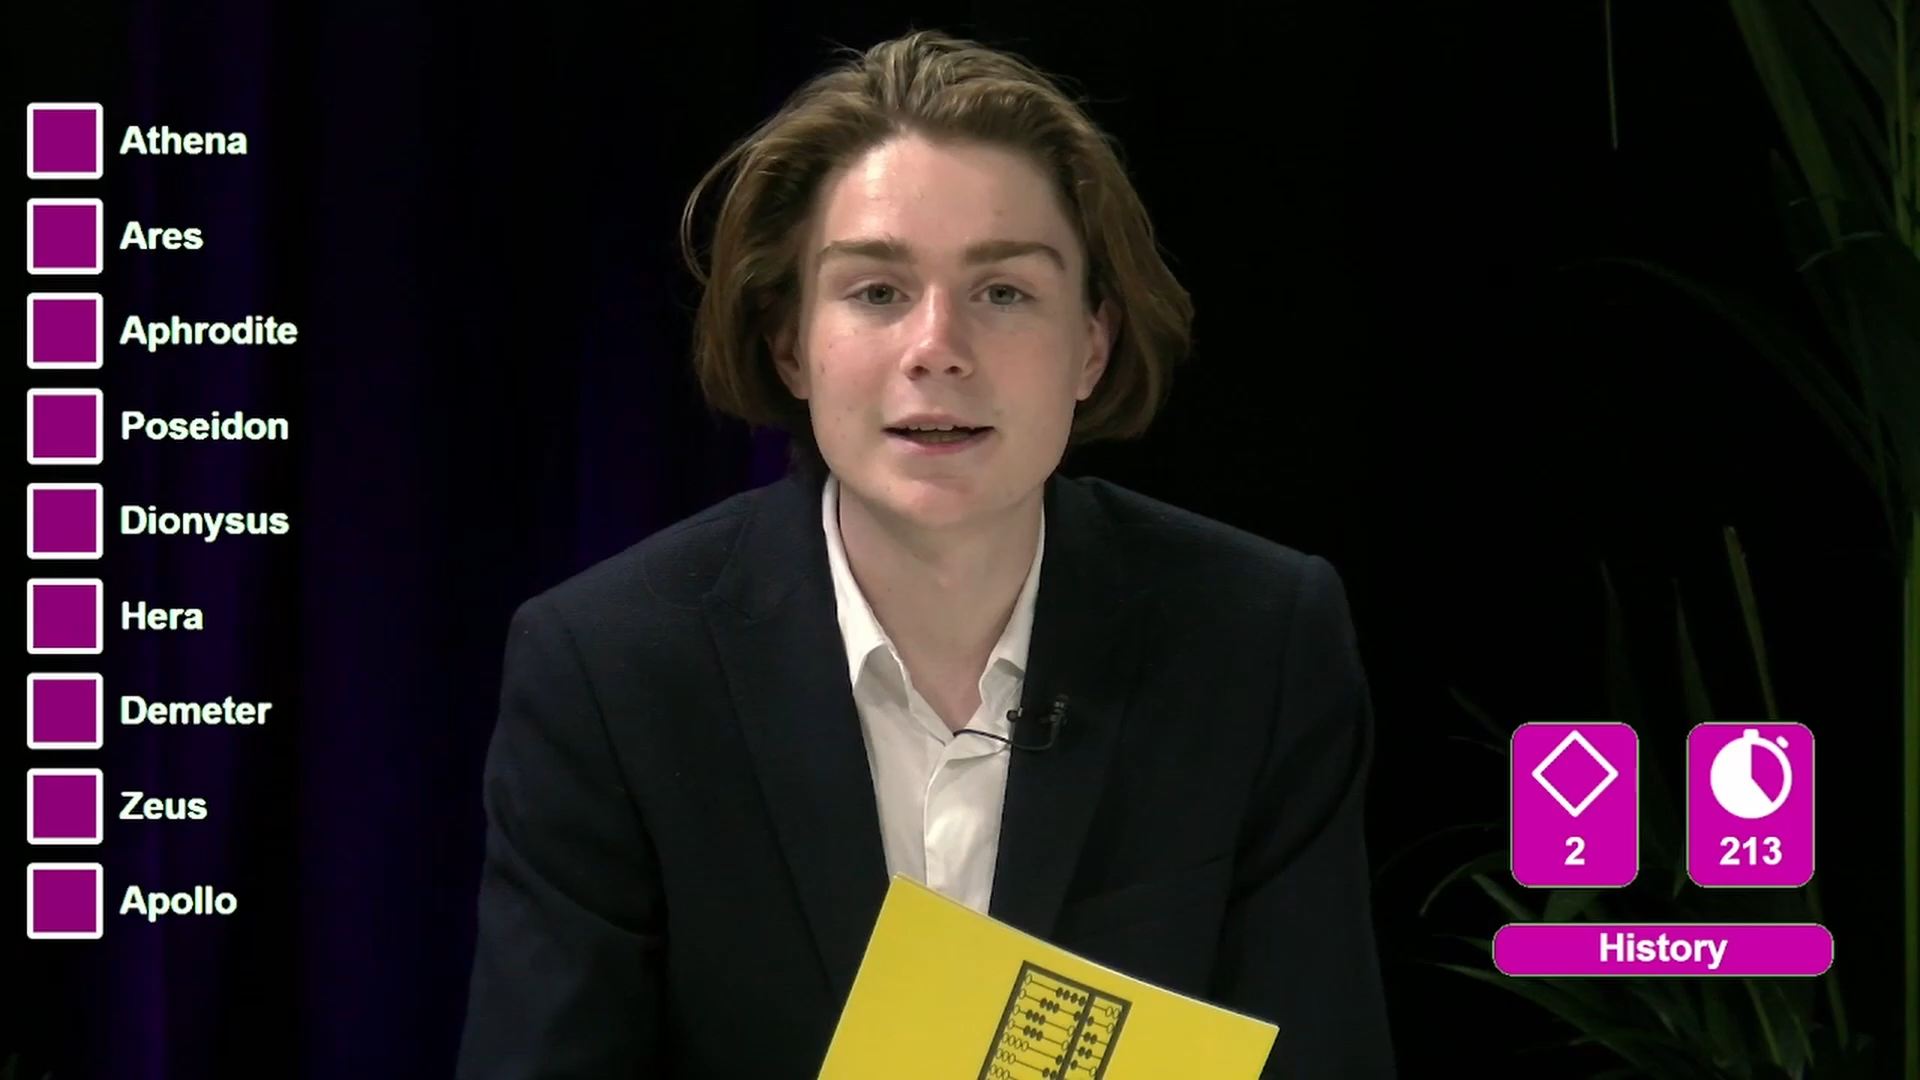 Athena
Ares
Aphrodite
Poseidon
Dionysus
Hera
Demeter
Zeus
Apollo
2
213
History